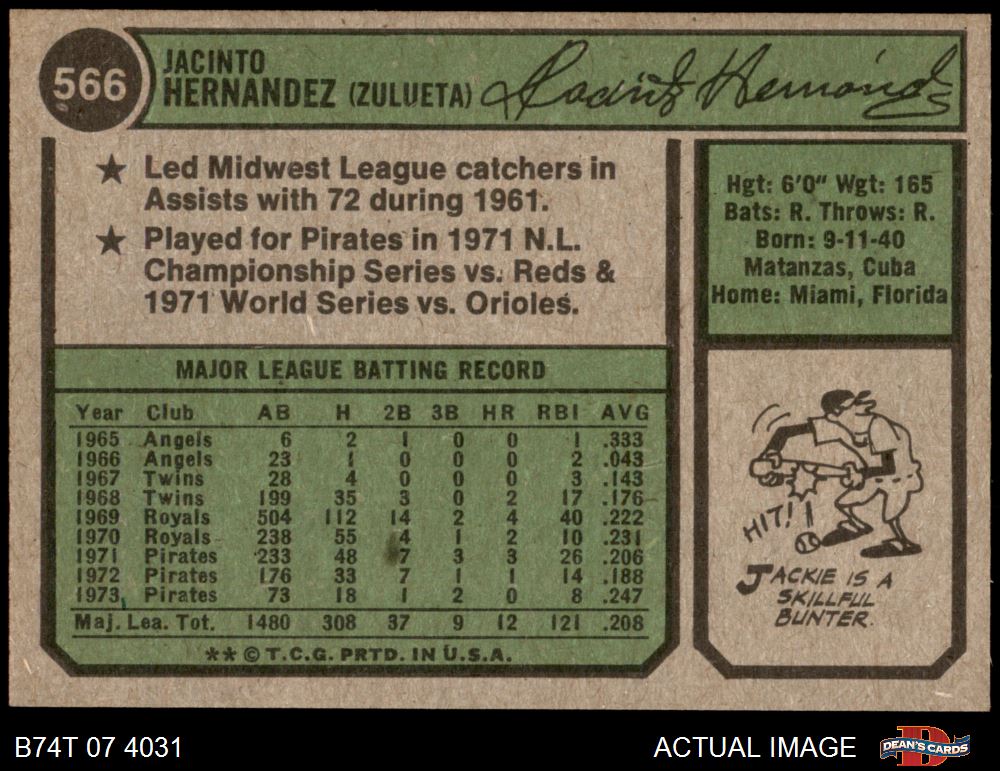 566
JACINTO
HERNANDEZ (ZULUETA)
Jacinto Hernández
★ Led Midwest League catchers in
Assists with 72 during 1961.
★ Played for Pirates in 1971 N.L.
Championship Series vs. Reds &
1971 World Series vs. Orioles.
Hgt: 6'0" Wgt: 165
Bats: R. Throws: R.
Born: 9-11-40
Matanzas, Cuba
Home: Miami, Florida
MAJOR LEAGUE BATTING RECORD
Year Club AB H 2B 3B HR RBI AVG
1965 Angels 6 2 1 0 0 1 .333
1966 Angels 23 1 0 0 0 2 .043
1967 Twins 28 4 0 0 0 3 .143
1968 Twins 199 35 3 0 2 17 .176
1969 Royals 504 112 14 2 4 40 .222
1970 Royals 238 55 4 1 2 10 .231
1971 Pirates 233 48 7 3 3 26 .206
1972 Pirates 176 33 7 1 1 14 .188
1973 Pirates 73 18 1 2 0 8 .247
Maj. Lea. Tot. 1480 308 37 9 12 121 .208
** © T.C.G. PRTD. IN U.S.A.
HIT!
JACKIE IS A
SKILLFUL
BUNTER.
B74T 07 4031
ACTUAL IMAGE
DEAN'S CARDS